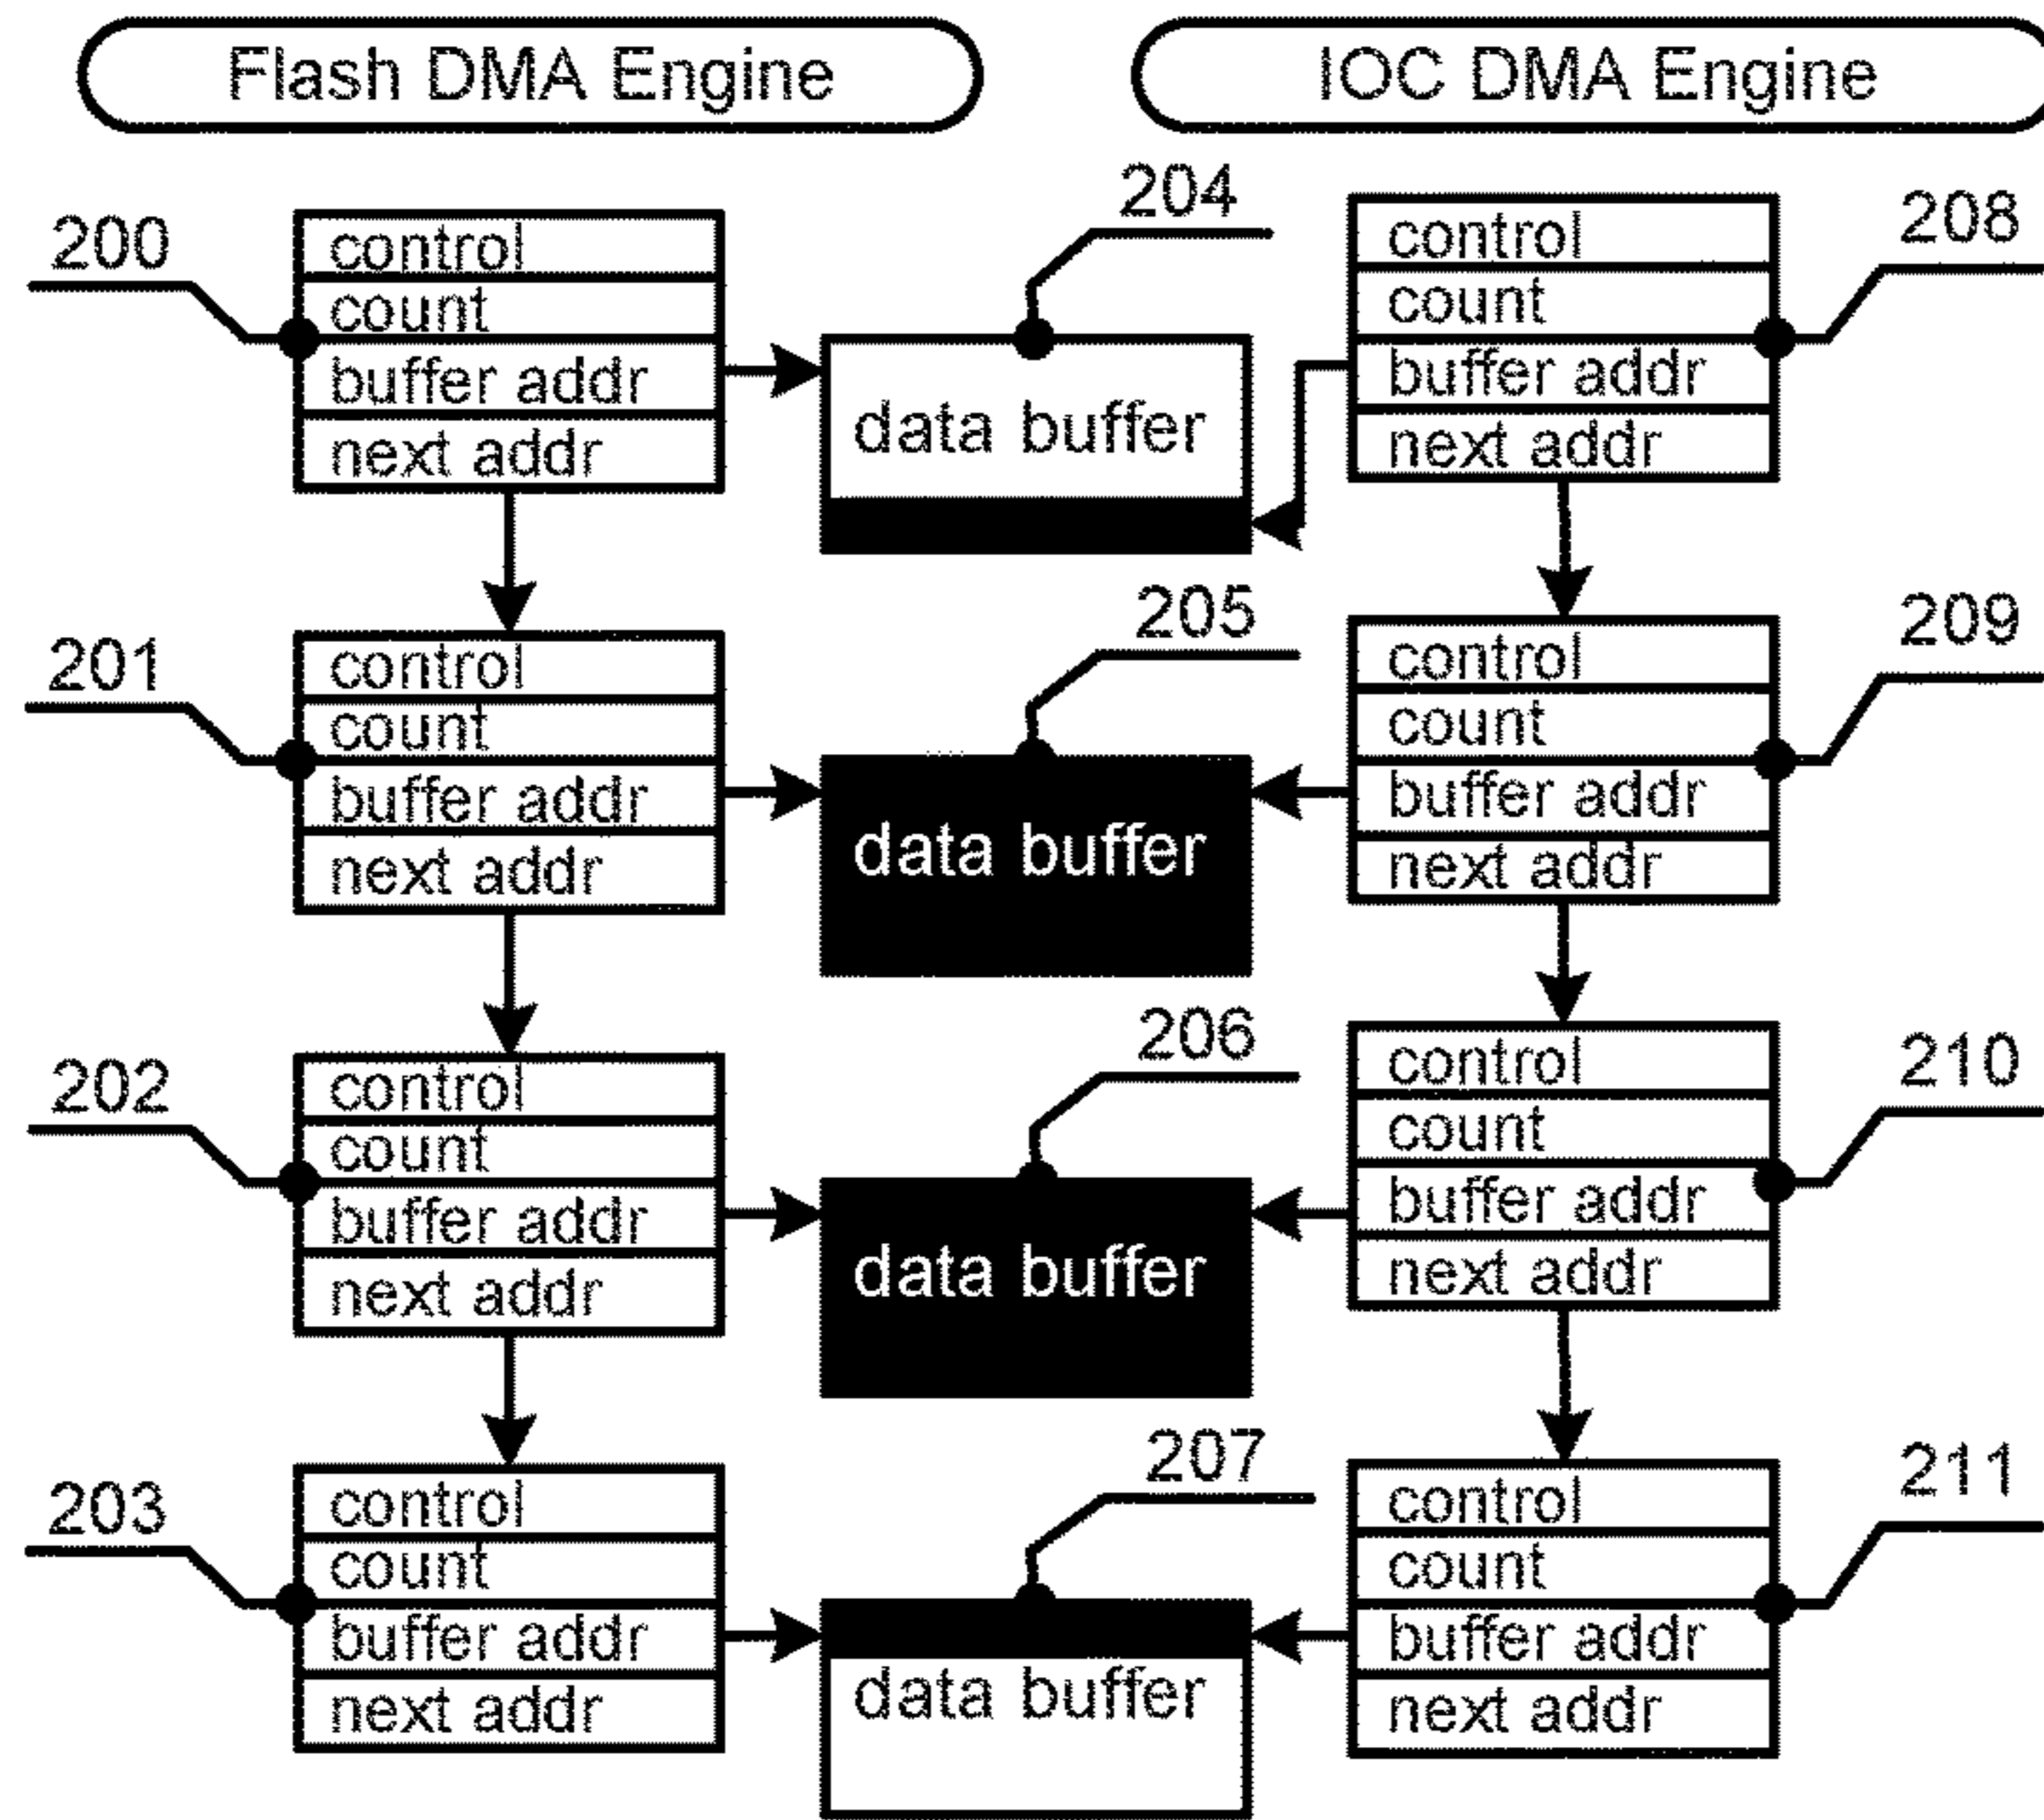 Flash DMA Engine
IOC DMA Engine
200
control
count
buffer addr
next addr
204
data buffer
208
control
count
buffer addr
next addr
201
control
count
buffer addr
next addr
205
data buffer
209
control
count
buffer addr
next addr
202
control
count
buffer addr
next addr
206
data buffer
210
control
count
buffer addr
next addr
203
control
count
buffer addr
next addr
207
data buffer
211
control
count
buffer addr
next addr